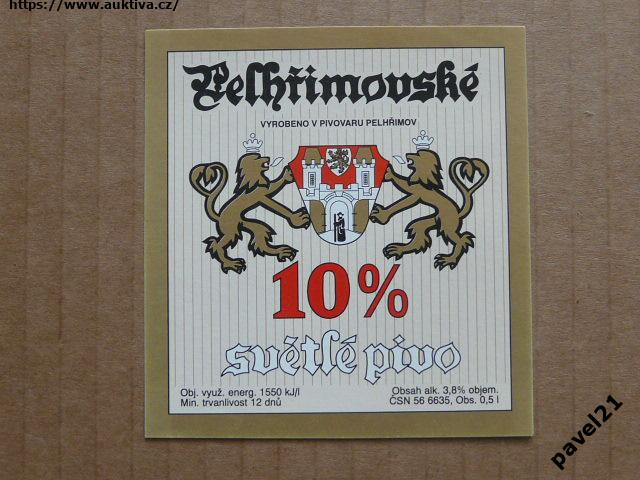 https://www.auktiva.cz/
Pelhřimovské
VYROBENO V PIVOVARU PELHŘIMOV
10%
světlé pivo
Obj. využ. energ. 1550 kJ/l
Min. trvanlivost 12 dnů
Obsah alk. 3,8% objem.
ČSN 56 6635, Obs. 0,5 l
pavel21